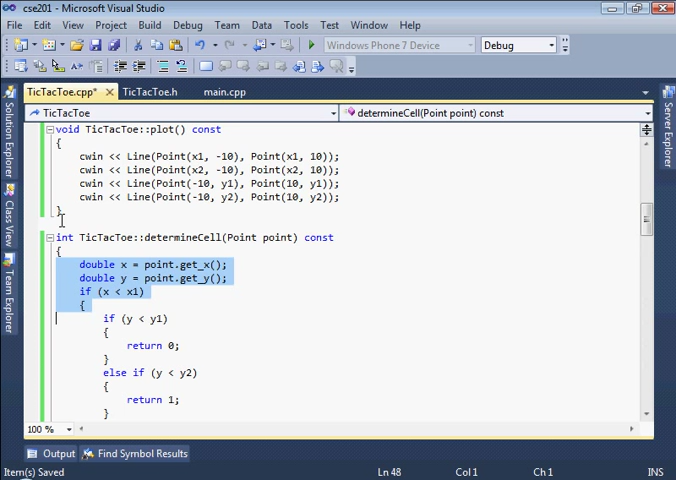 cse201 - Microsoft Visual Studio
File Edit View Project Build Debug Team Data Tools Test Window Help
Windows Phone 7 Device Debug
TicTacToe.cpp* TicTacToe.h main.cpp
TicTacToe determineCell(Point point) const
void TicTacToe::plot() const
{
cwin << Line(Point(x1, -10), Point(x1, 10));
cwin << Line(Point(x2, -10), Point(x2, 10));
cwin << Line(Point(-10, y1), Point(10, y1));
cwin << Line(Point(-10, y2), Point(10, y2));
}
int TicTacToe::determineCell(Point point) const
{
double x = point.get_x();
double y = point.get_y();
if (x < x1)
{
if (y < y1)
{
return 0;
}
else if (y < y2)
{
return 1;
}
100 %
Output Find Symbol Results
Item(s) Saved Ln 48 Col 1 Ch 1 INS
Solution Explorer
Class View
Team Explorer
Server Explorer